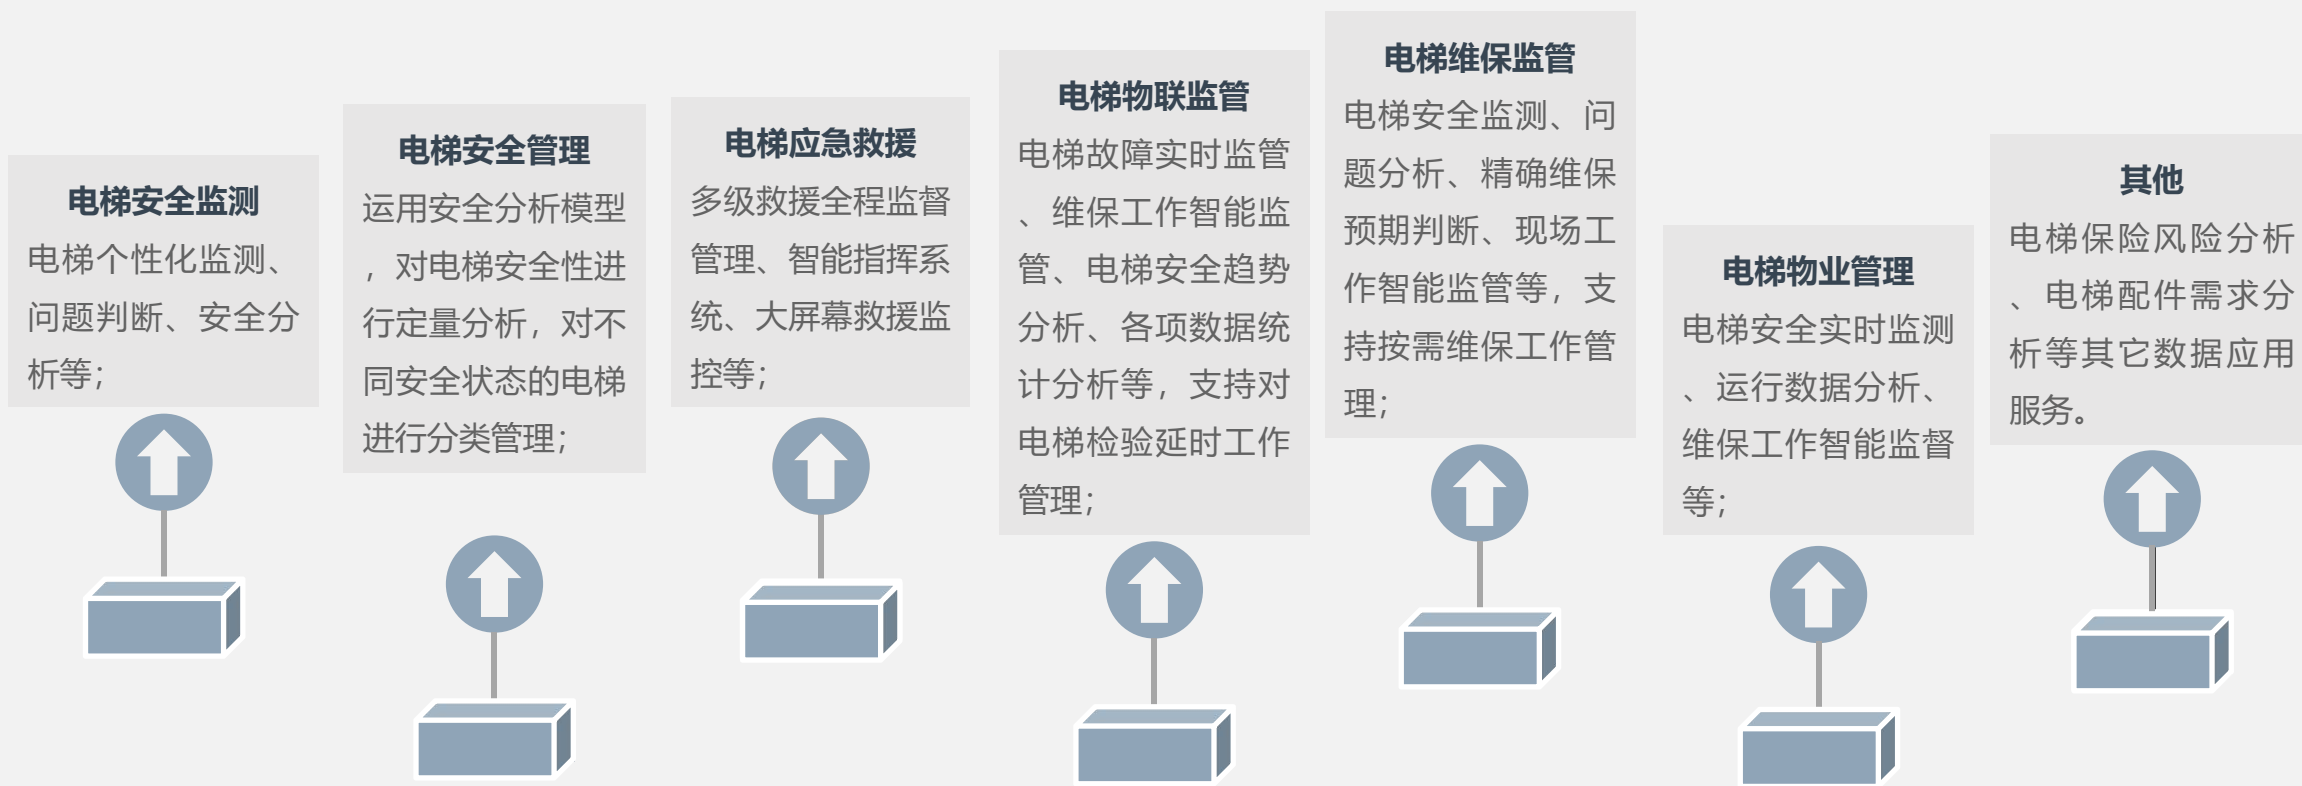 电梯安全监测
电梯个性化监测、
问题判断、安全分
析等；
电梯安全管理
运用安全分析模型
，对电梯安全性进
行定量分析，对不
同安全状态的电梯
进行分类管理；
电梯应急救援
多级救援全程监督
管理、智能指挥系
统、大屏幕救援监
控等；
电梯物联监管
电梯故障实时监管
、维保工作智能监
管、电梯安全趋势
分析、各项数据统
计分析等，支持对
电梯检验延时工作
管理；
电梯维保监管
电梯安全监测、问
题分析、精确维保
预期判断、现场工
作智能监管等，支
持按需维保工作管
理；
电梯物业管理
电梯安全实时监测
、运行数据分析、
维保工作智能监督
等；
其他
电梯保险风险分析
、电梯配件需求分
析等其它数据应用
服务。